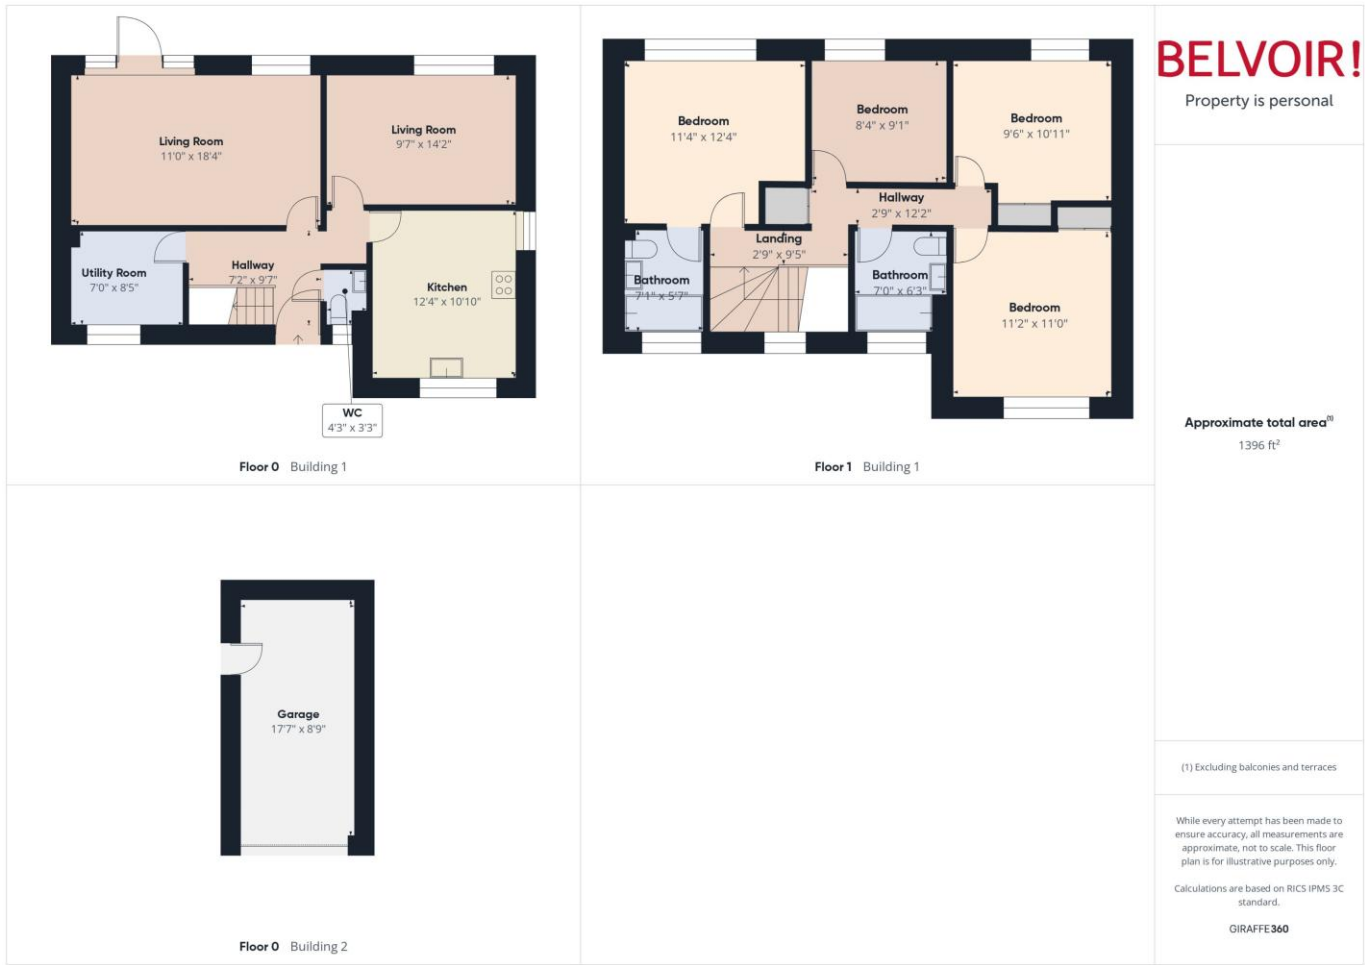 Living Room
11'0" x 18'4"
Living Room
9'7" x 14'2"
Utility Room
7'0" x 8'5"
Hallway
7'2" x 9'7"
Kitchen
12'4" x 10'10"
WC
4'3" x 3'3"
Floor 0 Building 1
Bedroom
11'4" x 12'4"
Bedroom
8'4" x 9'1"
Bedroom
9'6" x 10'11"
Hallway
2'9" x 12'2"
Landing
2'9" x 9'5"
Bathroom
7'1" x 5'7"
Bathroom
7'0" x 6'3"
Bedroom
11'2" x 11'0"
Floor 1 Building 1
Garage
17'7" x 8'9"
Floor 0 Building 2
BELVOIR!
Property is personal
Approximate total area(1)
1396 ft²
(1) Excluding balconies and terraces
While every attempt has been made to
ensure accuracy, all measurements are
approximate, not to scale. This floor
plan is for illustrative purposes only.
Calculations are based on RICS IPMS 3C
standard.
GIRAFFE360